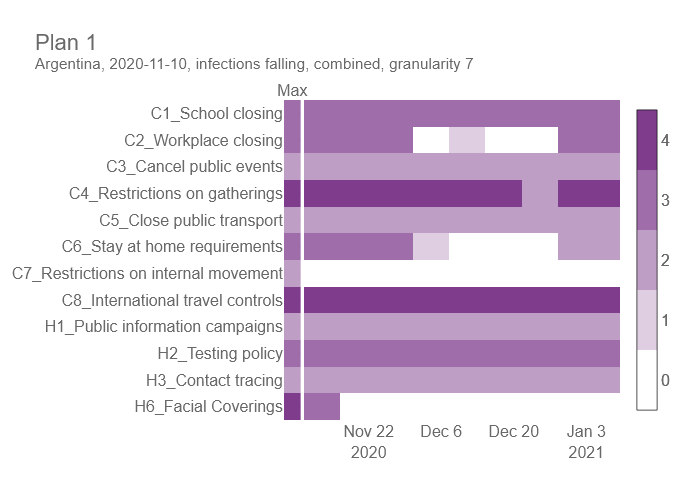 Plan 1
Argentina, 2020-11-10, infections falling, combined, granularity 7
Max
C1_School closing
C2_Workplace closing
C3_Cancel public events
C4_Restrictions on gatherings
C5_Close public transport
C6_Stay at home requirements
C7_Restrictions on internal movement
C8_International travel controls
H1_Public information campaigns
H2_Testing policy
H3_Contact tracing
H6_Facial Coverings
4
3
2
1
0
Nov 22 Dec 6 Dec 20 Jan 3
2020 2021